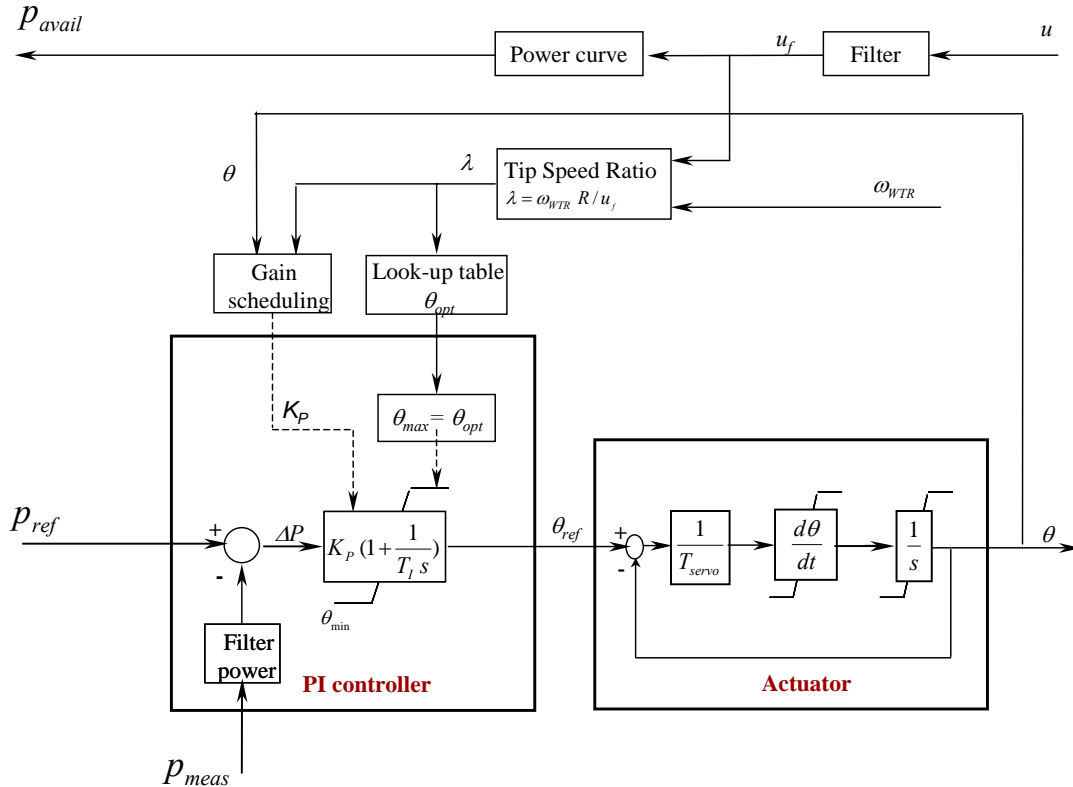 p_avail
Power curve
u_f
Filter
u
θ
λ
Tip Speed Ratio
λ = ω_WTR R / u_f
ω_WTR
Gain
scheduling
Look-up table
θ_opt
K_P
θ_max = θ_opt
p_ref
+
-
ΔP
K_P (1 + 1 / T_I s)
θ_min
Filter
power
PI controller
p_meas
θ_ref
+
-
1 / T_servo
dθ / dt
1 / s
θ
Actuator